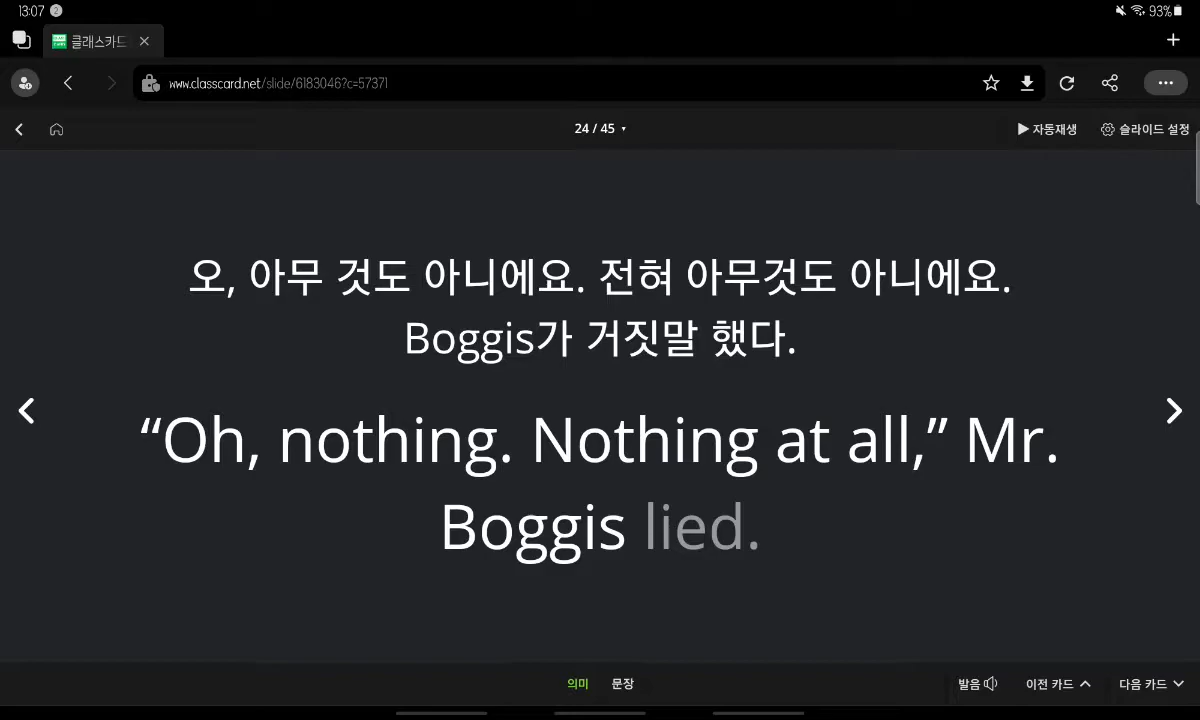 13:07 2 93%
클래스카드
www.classcard.net/slide/6183046?c=57371
24 / 45 ▾ ▶ 자동재생 슬라이드 설정
오, 아무 것도 아니에요. 전혀 아무것도 아니에요.
Boggis가 거짓말 했다.
“Oh, nothing. Nothing at all,” Mr.
Boggis lied.
의미 문장 발음 이전 카드 다음 카드